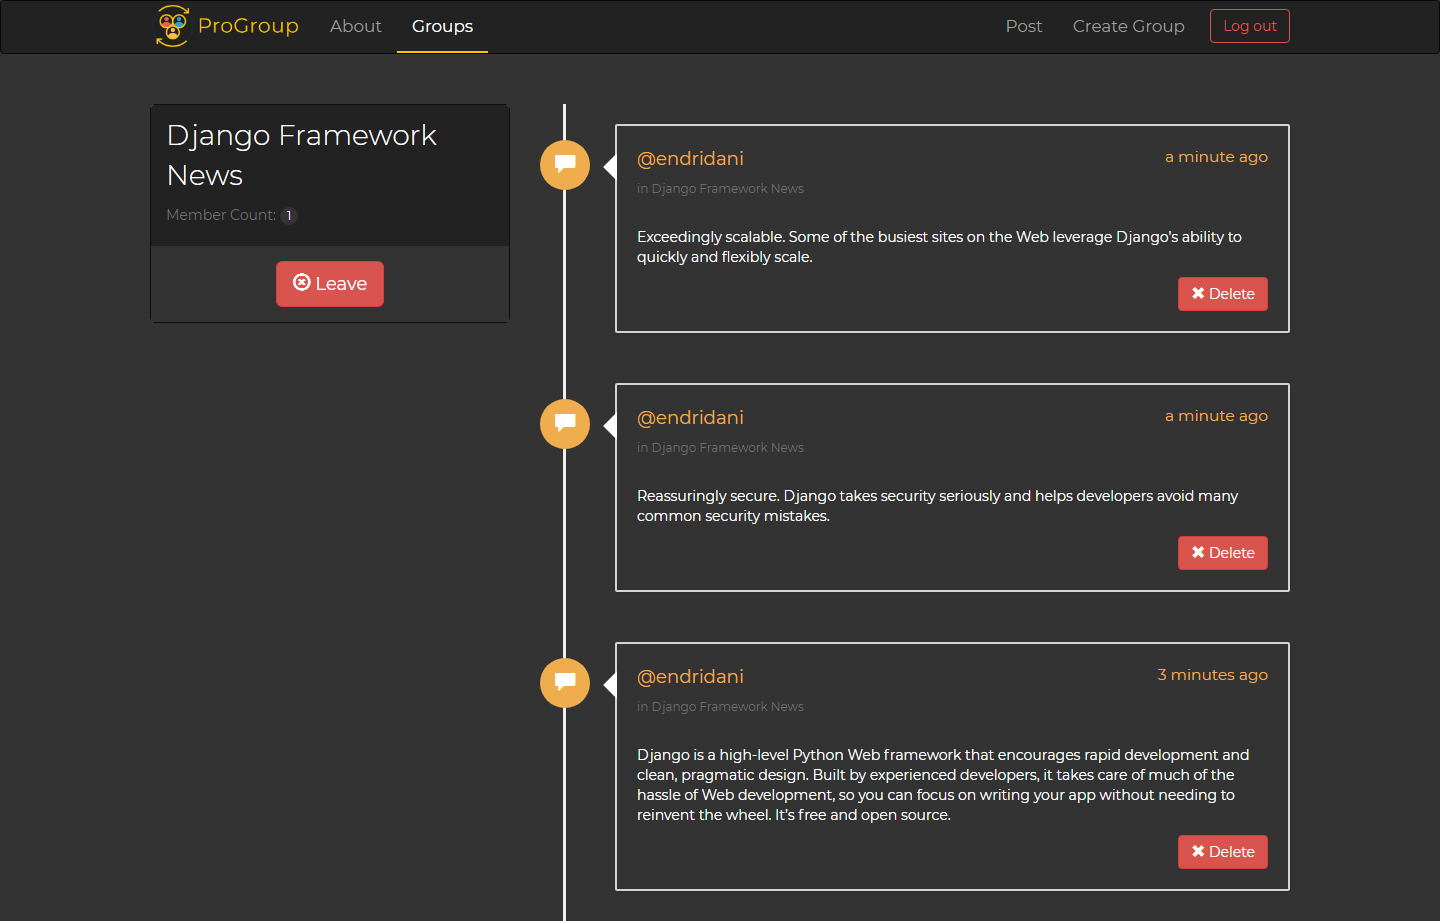 ProGroup
About
Groups
Post
Create Group
Log out
Django Framework
News
Member Count: 1
Leave
@endridani
a minute ago
in Django Framework News
Exceedingly scalable. Some of the busiest sites on the Web leverage Django's ability to
quickly and flexibly scale.
Delete
@endridani
a minute ago
in Django Framework News
Reassuringly secure. Django takes security seriously and helps developers avoid many
common security mistakes.
Delete
@endridani
3 minutes ago
in Django Framework News
Django is a high-level Python Web framework that encourages rapid development and
clean, pragmatic design. Built by experienced developers, it takes care of much of the
hassle of Web development, so you can focus on writing your app without needing to
reinvent the wheel. It's free and open source.
Delete